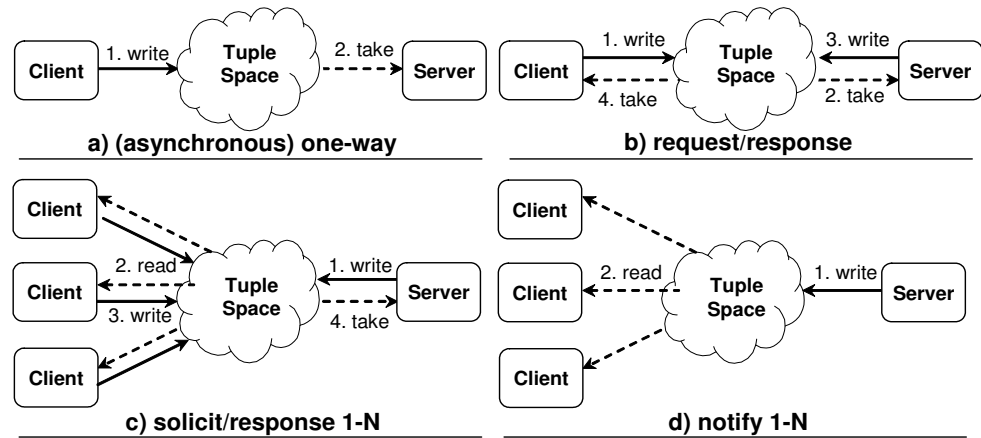 Client
1. write
Tuple
Space
2. take
Server
a) (asynchronous) one-way
Client
1. write
4. take
Tuple
Space
3. write
2. take
Server
b) request/response
Client
Client
Client
2. read
3. write
Tuple
Space
1. write
4. take
Server
c) solicit/response 1-N
Client
Client
Client
2. read
Tuple
Space
1. write
Server
d) notify 1-N